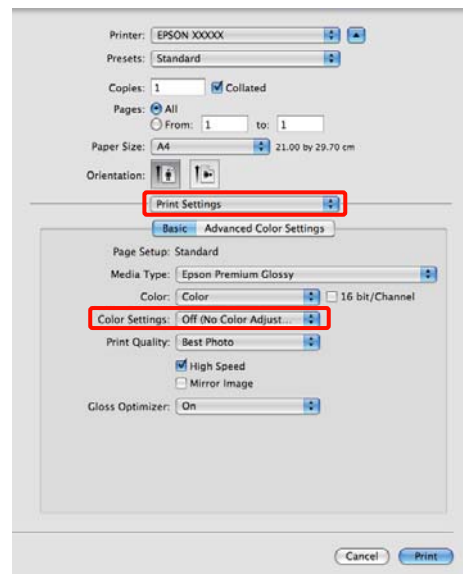 Printer: EPSON XXXXX
Presets: Standard
Copies: 1 Collated
Pages: All
From: 1 to: 1
Paper Size: A4 21.00 by 29.70 cm
Orientation:
Print Settings
Basic Advanced Color Settings
Page Setup: Standard
Media Type: Epson Premium Glossy
Color: Color 16 bit/Channel
Color Settings: Off (No Color Adjust...
Print Quality: Best Photo
High Speed
Mirror Image
Gloss Optimizer: On
Cancel Print